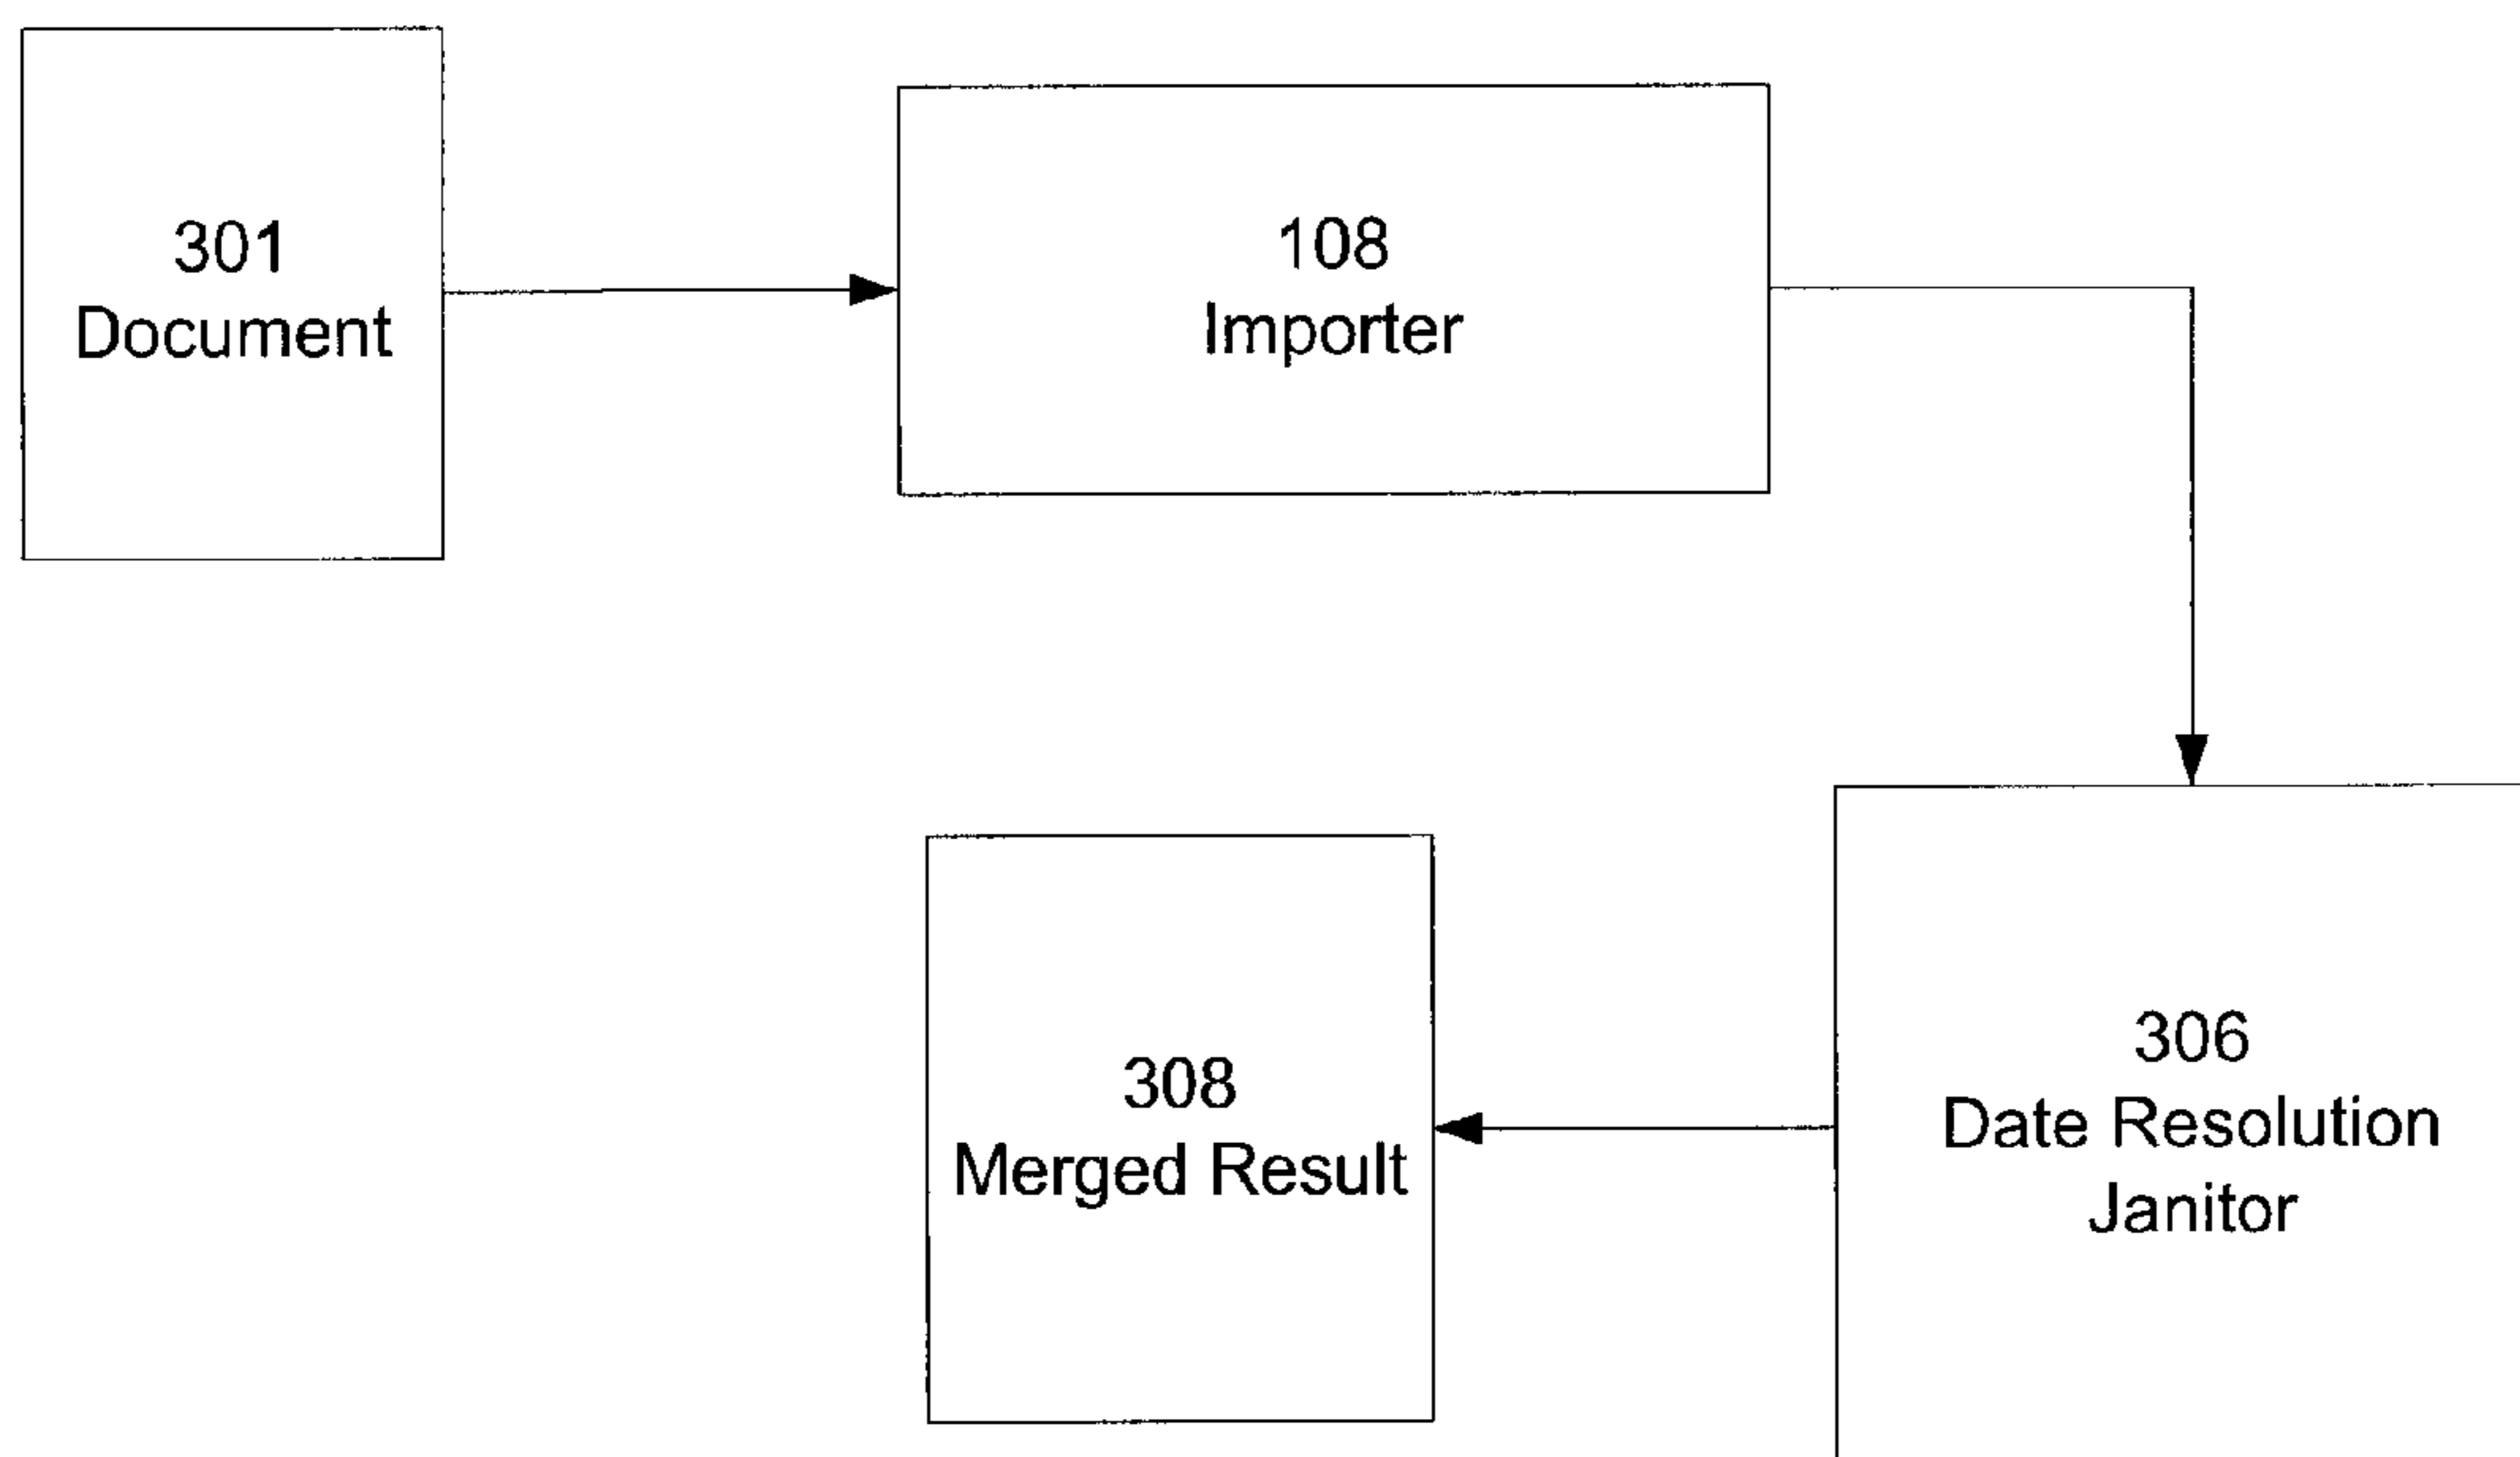 301
Document
108
Importer
306
Date Resolution
Janitor
308
Merged Result